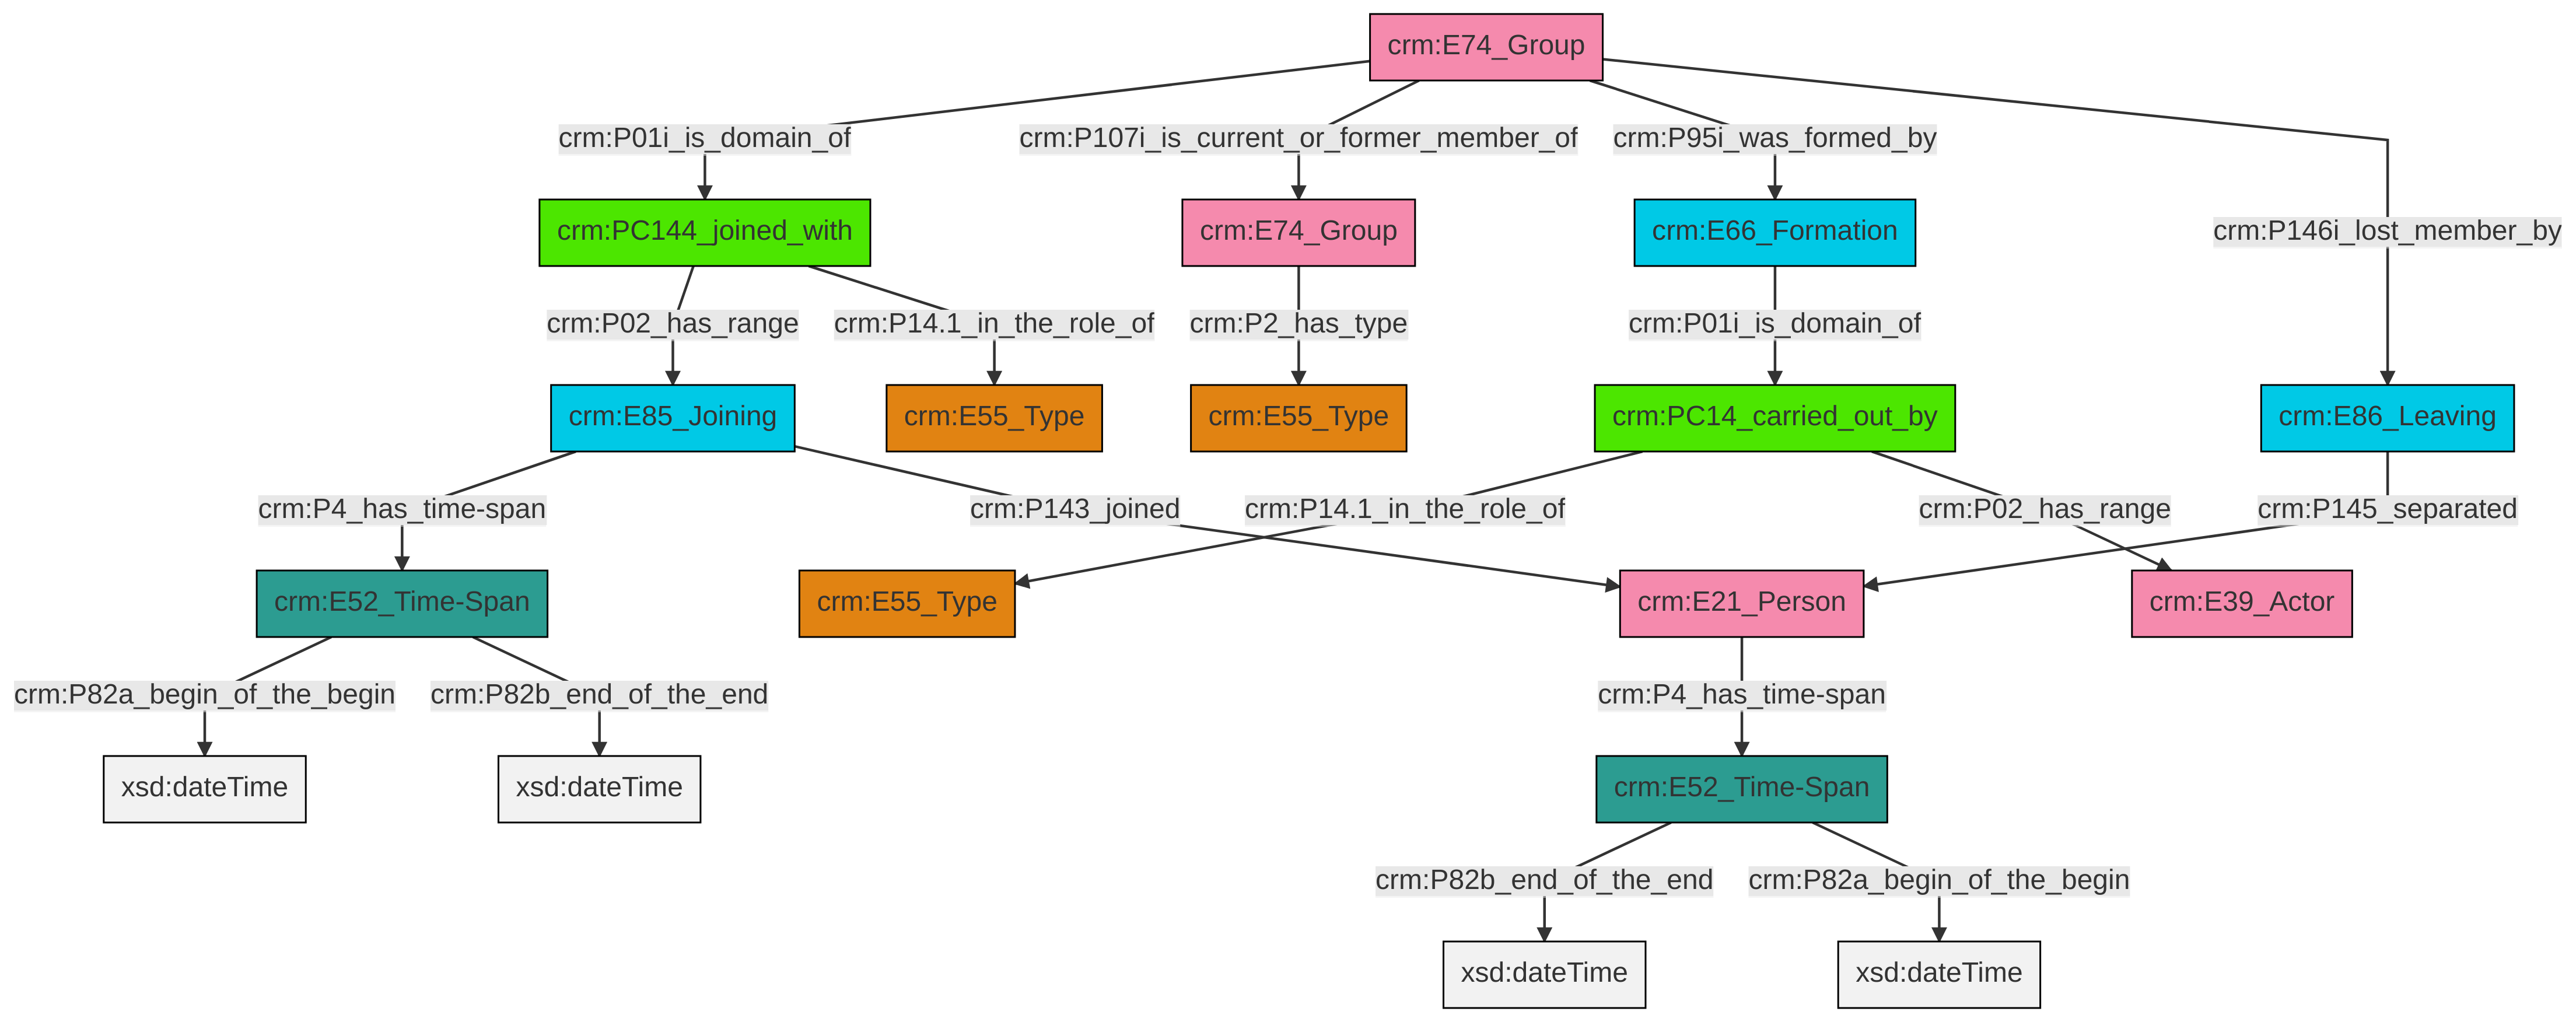 crm:E74_Group
crm:P01i_is_domain_of
crm:P107i_is_current_or_former_member_of
crm:P95i_was_formed_by
crm:PC144_joined_with
crm:E74_Group
crm:E66_Formation
crm:P146i_lost_member_by
crm:P02_has_range
crm:P14.1_in_the_role_of
crm:P2_has_type
crm:P01i_is_domain_of
crm:E85_Joining
crm:E55_Type
crm:E55_Type
crm:PC14_carried_out_by
crm:E86_Leaving
crm:P4_has_time-span
crm:P143_joined
crm:P14.1_in_the_role_of
crm:P02_has_range
crm:P145_separated
crm:E52_Time-Span
crm:E55_Type
crm:E21_Person
crm:E39_Actor
crm:P82a_begin_of_the_begin
crm:P82b_end_of_the_end
crm:P4_has_time-span
xsd:dateTime
xsd:dateTime
crm:E52_Time-Span
crm:P82b_end_of_the_end
crm:P82a_begin_of_the_begin
xsd:dateTime
xsd:dateTime